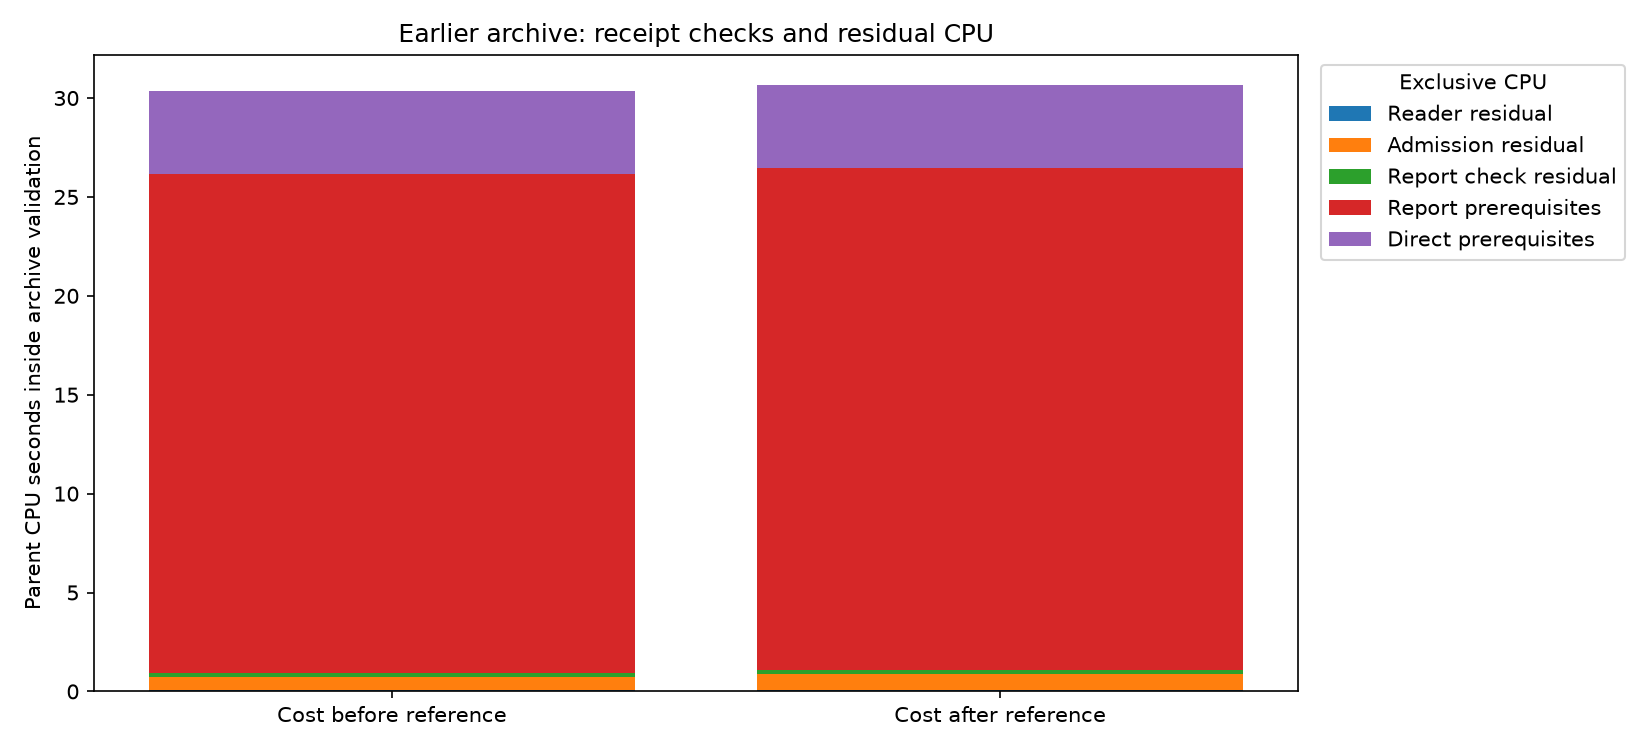 Earlier archive: receipt checks and residual CPU
Parent CPU seconds inside archive validation
30
25
20
15
10
5
0
Cost before reference
Cost after reference
Exclusive CPU
Reader residual
Admission residual
Report check residual
Report prerequisites
Direct prerequisites